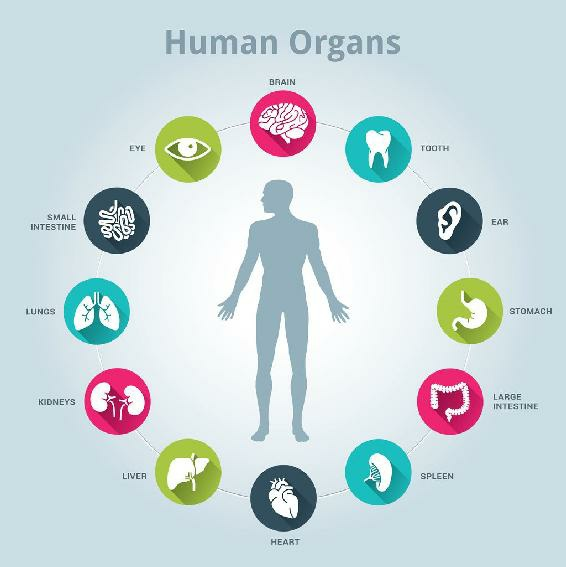 Human Organs
BRAIN
EYE
TOOTH
SMALL
INTESTINE
EAR
LUNGS
STOMACH
KIDNEYS
LARGE
INTESTINE
LIVER
SPLEEN
HEART